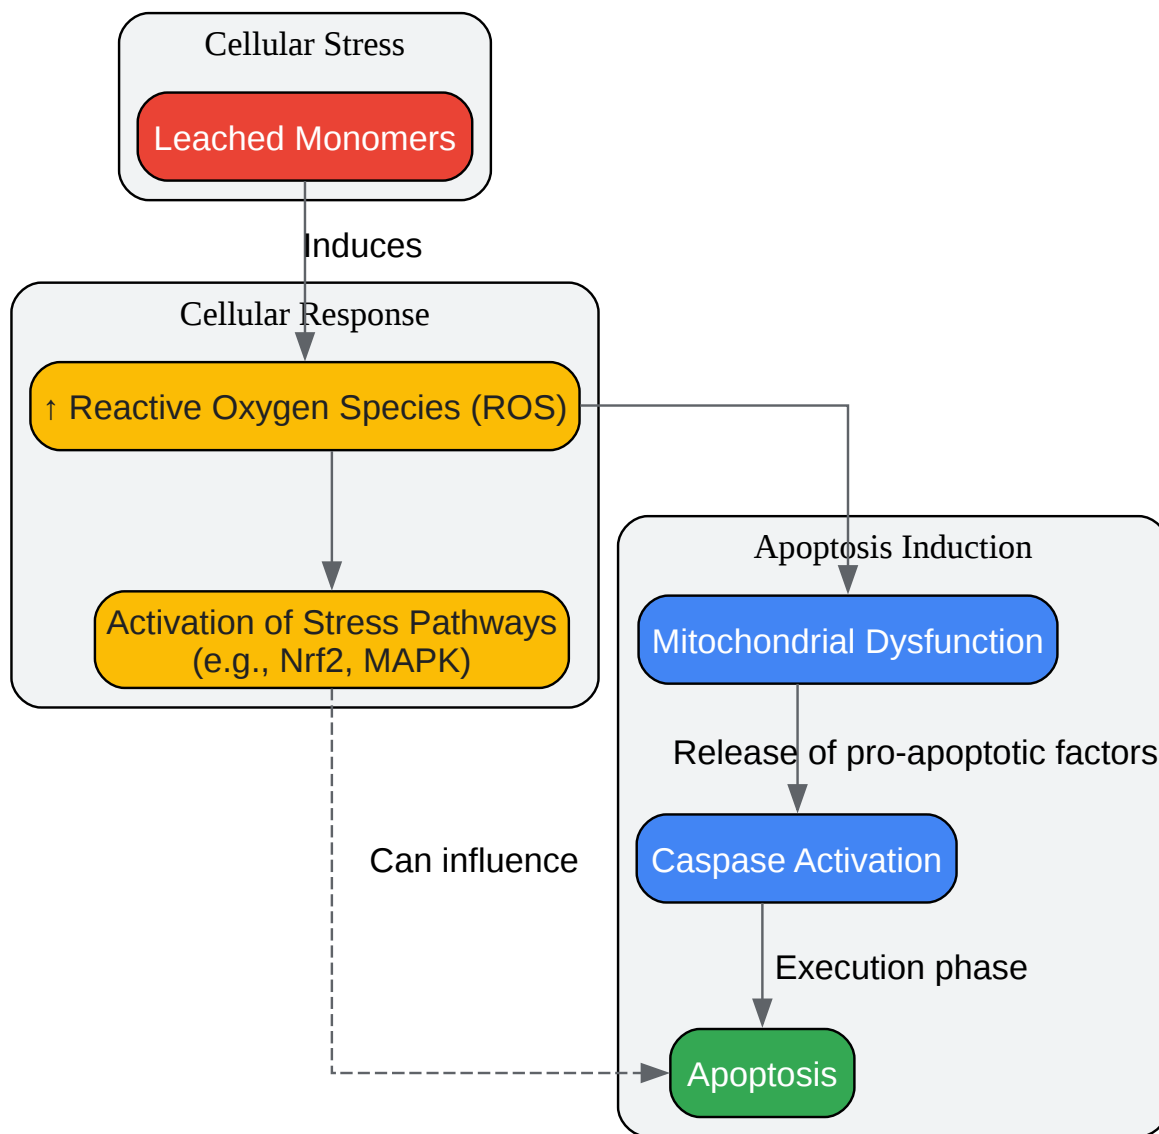 Cellular Stress
Leached Monomers
Induces
Cellular Response
↑ Reactive Oxygen Species (ROS)
Activation of Stress Pathways
(e.g., Nrf2, MAPK)
Can influence
Apoptosis Induction
Mitochondrial Dysfunction
Release of pro-apoptotic factors
Caspase Activation
Execution phase
Apoptosis